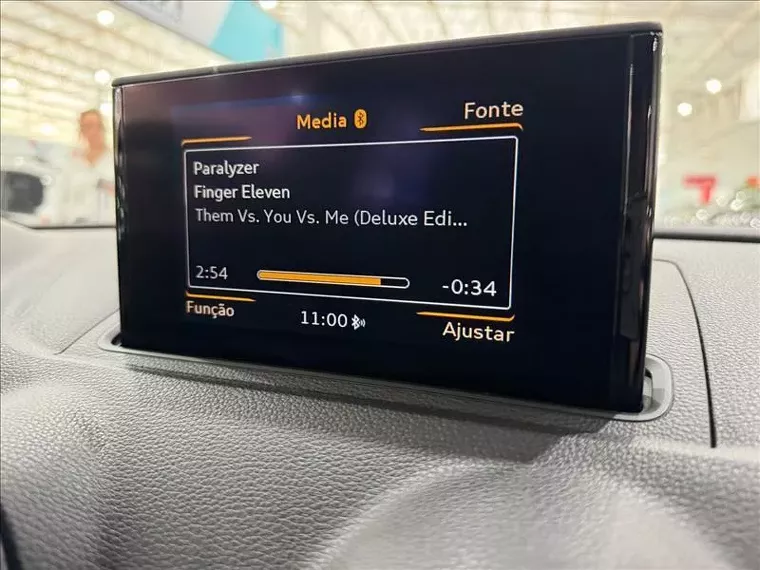 Media
Fonte
Paralyzer
Finger Eleven
Them Vs. You Vs. Me (Deluxe Edi...
2:54
-0:34
Função
11:00
Ajustar